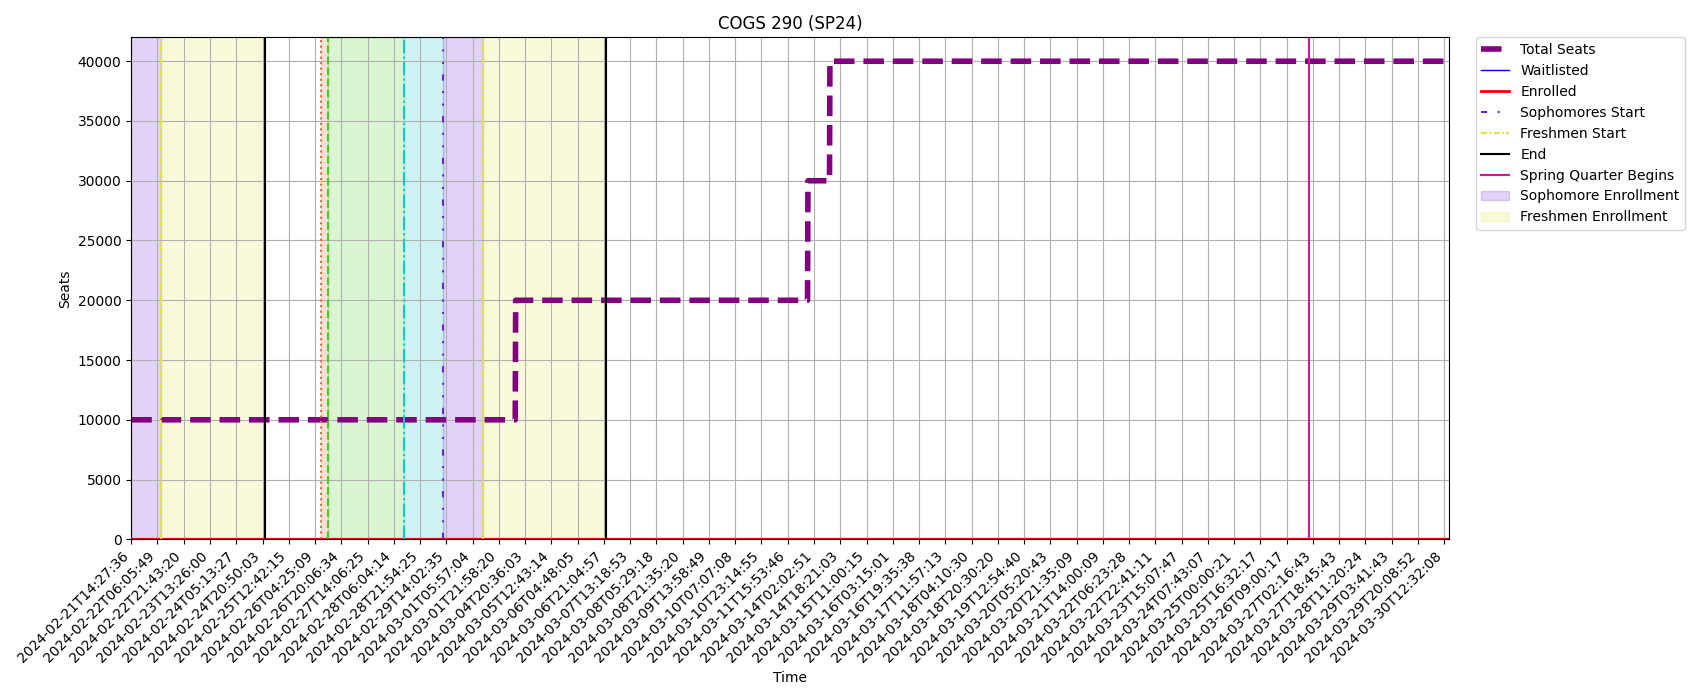 COGS 290 (SP24)
40000
35000
30000
25000
20000
15000
10000
5000
0
Seats
2024-02-21T14:27:36
2024-02-22T06:05:49
2024-02-22T21:43:20
2024-02-23T13:26:00
2024-02-24T05:13:27
2024-02-24T20:50:03
2024-02-25T12:42:15
2024-02-26T04:25:09
2024-02-26T20:06:34
2024-02-27T14:06:25
2024-02-28T06:04:14
2024-02-28T21:54:25
2024-02-29T14:02:35
2024-03-01T05:57:04
2024-03-01T21:58:20
2024-03-04T20:36:03
2024-03-05T12:43:14
2024-03-06T04:48:05
2024-03-06T21:04:57
2024-03-07T13:18:53
2024-03-08T05:29:18
2024-03-08T21:35:20
2024-03-09T13:58:49
2024-03-10T07:07:08
2024-03-10T23:14:55
2024-03-11T15:53:46
2024-03-14T02:02:51
2024-03-14T18:21:03
2024-03-15T11:00:15
2024-03-16T03:15:01
2024-03-16T19:35:38
2024-03-17T11:57:13
2024-03-18T04:10:30
2024-03-18T20:30:20
2024-03-19T12:54:40
2024-03-20T05:20:43
2024-03-20T21:35:09
2024-03-21T14:00:09
2024-03-22T06:23:28
2024-03-22T22:41:11
2024-03-23T15:07:47
2024-03-24T07:43:07
2024-03-25T00:00:21
2024-03-25T16:32:17
2024-03-26T09:00:17
2024-03-27T02:16:43
2024-03-27T18:45:43
2024-03-28T11:20:24
2024-03-29T03:41:43
2024-03-29T20:08:52
2024-03-30T12:32:08
Time
Total Seats
Waitlisted
Enrolled
Sophomores Start
Freshmen Start
End
Spring Quarter Begins
Sophomore Enrollment
Freshmen Enrollment